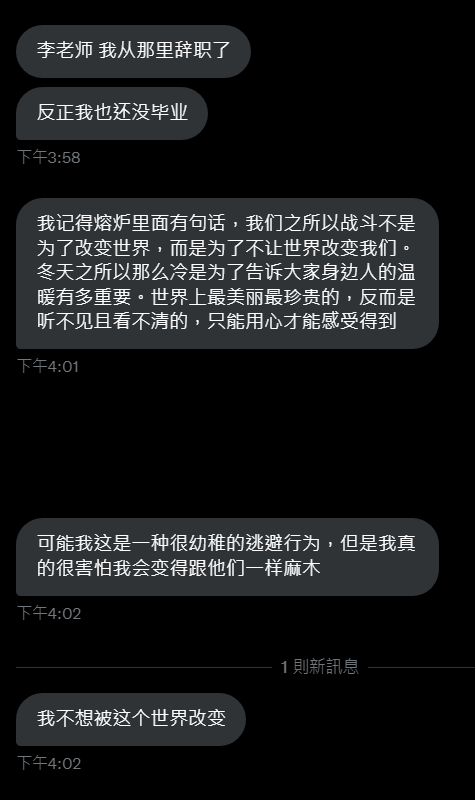 李老师 我从那里辞职了
反正我也还没毕业
下午3:58
我记得熔炉里面有句话，我们之所以战斗不是
为了改变世界，而是为了不让世界改变我们。
冬天之所以那么冷是为了告诉大家身边人的温
暖有多重要。世界上最美丽最珍贵的，反而是
听不见且看不清的，只能用心才能感受得到
下午4:01
可能我这是一种很幼稚的逃避行为，但是我真
的很害怕我会变得跟他们一样麻木
下午4:02
1 則新訊息
我不想被这个世界改变
下午4:02